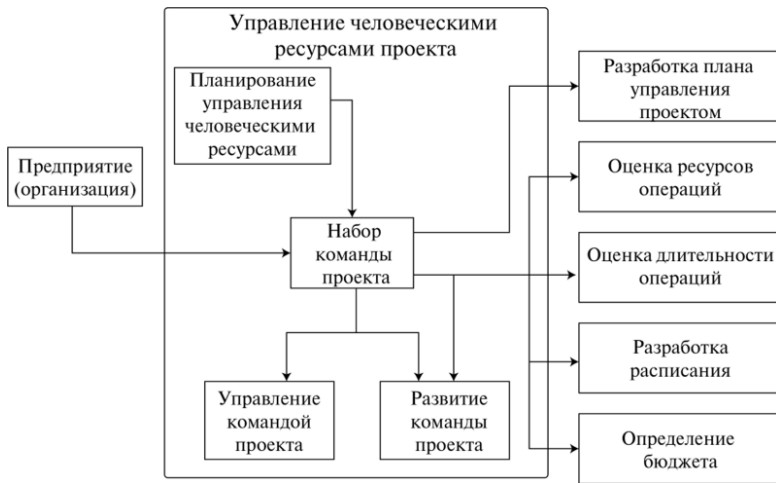 Управление человеческими
ресурсами проекта
Планирование
управления
человеческими
ресурсами
Предприятие
(организация)
Набор
команды
проекта
Управление
командой
проекта
Развитие
команды
проекта
Разработка плана
управления
проектом
Оценка ресурсов
операций
Оценка длительности
операций
Разработка
расписания
Определение
бюджета